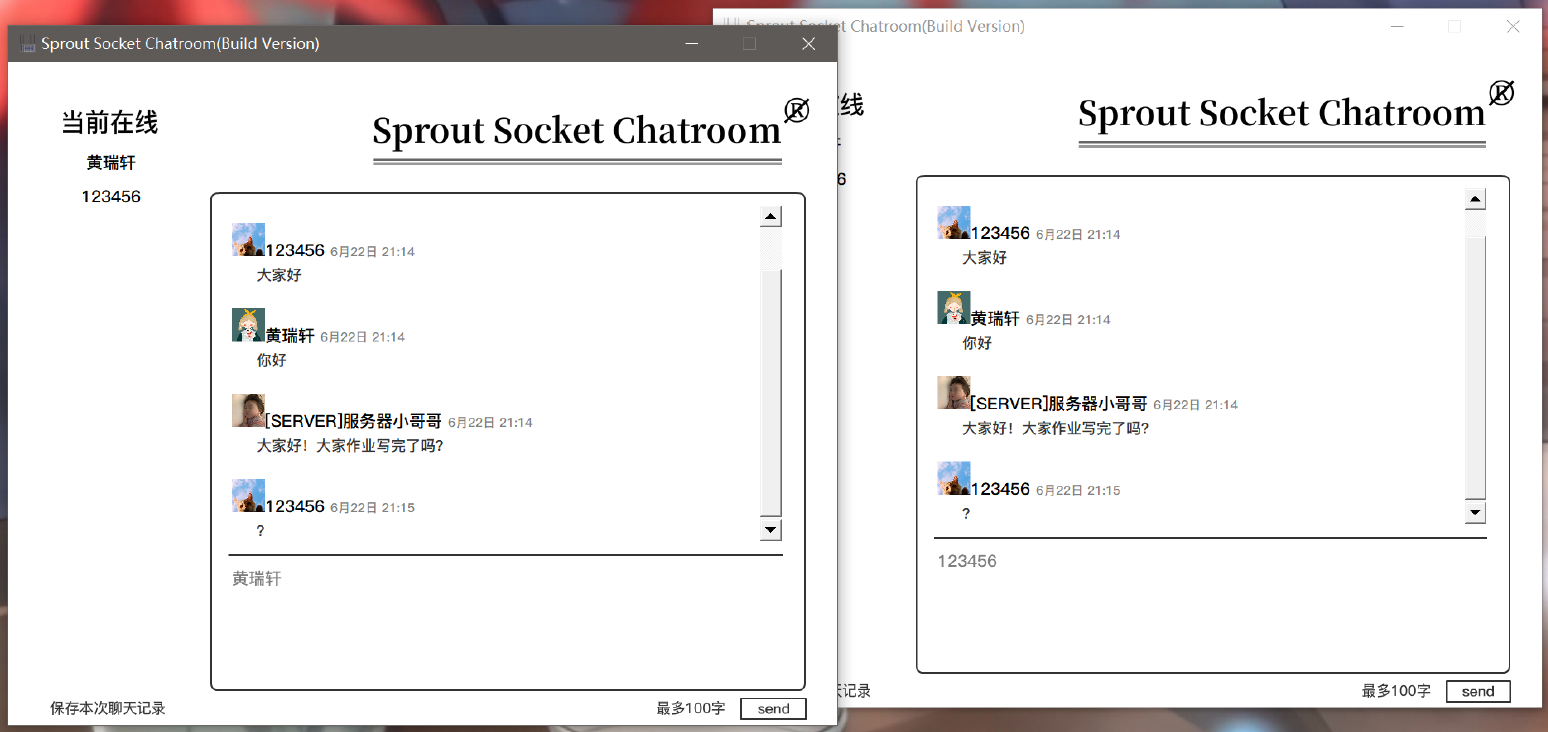 Sprout Socket Chatroom(Build Version)
当前在线
黄瑞轩
123456
Sprout Socket Chatroom
123456 6月22日 21:14
大家好
黄瑞轩 6月22日 21:14
你好
[SERVER]服务器小哥哥 6月22日 21:14
大家好！大家作业写完了吗?
123456 6月22日 21:15
?
黄瑞轩
保存本次聊天记录
最多100字
send
Sprout Socket Chatroom(Build Version)
线
6
Sprout Socket Chatroom
123456 6月22日 21:14
大家好
黄瑞轩 6月22日 21:14
你好
[SERVER]服务器小哥哥 6月22日 21:14
大家好！大家作业写完了吗?
123456 6月22日 21:15
?
123456
天记录
最多100字
send